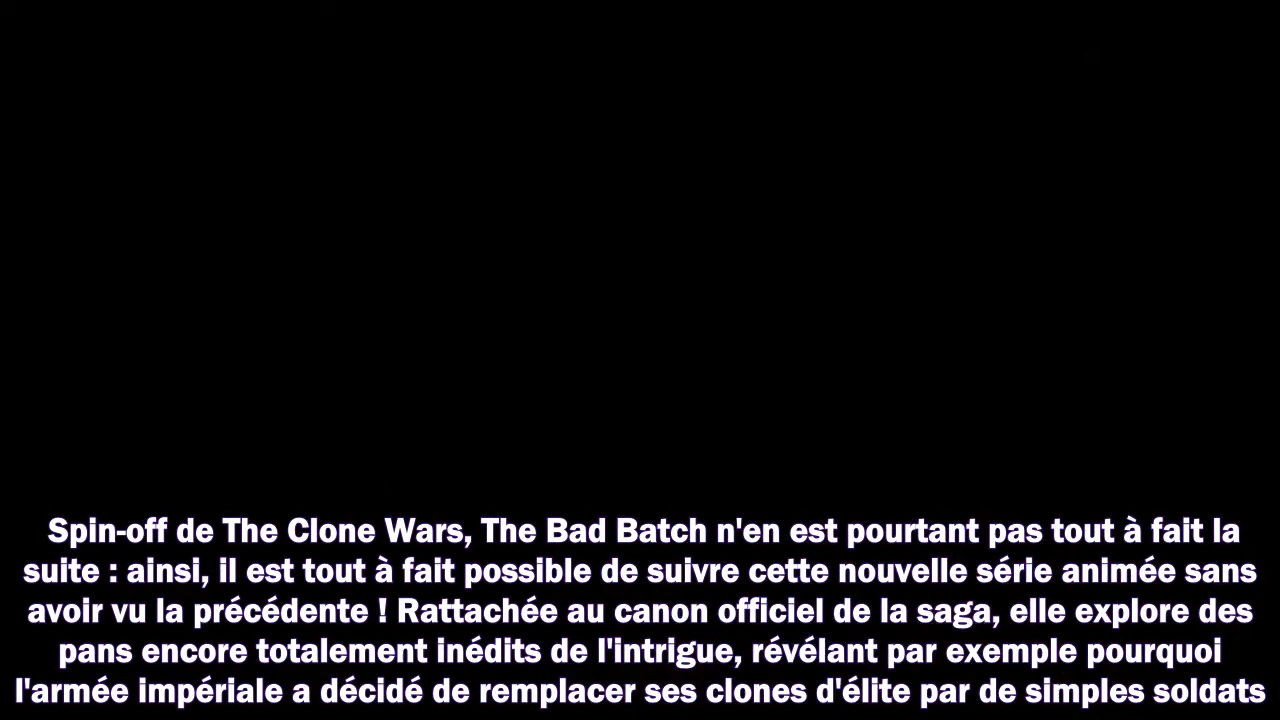 Spin-off de The Clone Wars, The Bad Batch n'en est pourtant pas tout à fait la
suite : ainsi, il est tout à fait possible de suivre cette nouvelle série animée sans
avoir vu la précédente ! Rattachée au canon officiel de la saga, elle explore des
pans encore totalement inédits de l'intrigue, révélant par exemple pourquoi
l'armée impériale a décidé de remplacer ses clones d'élite par de simples soldats